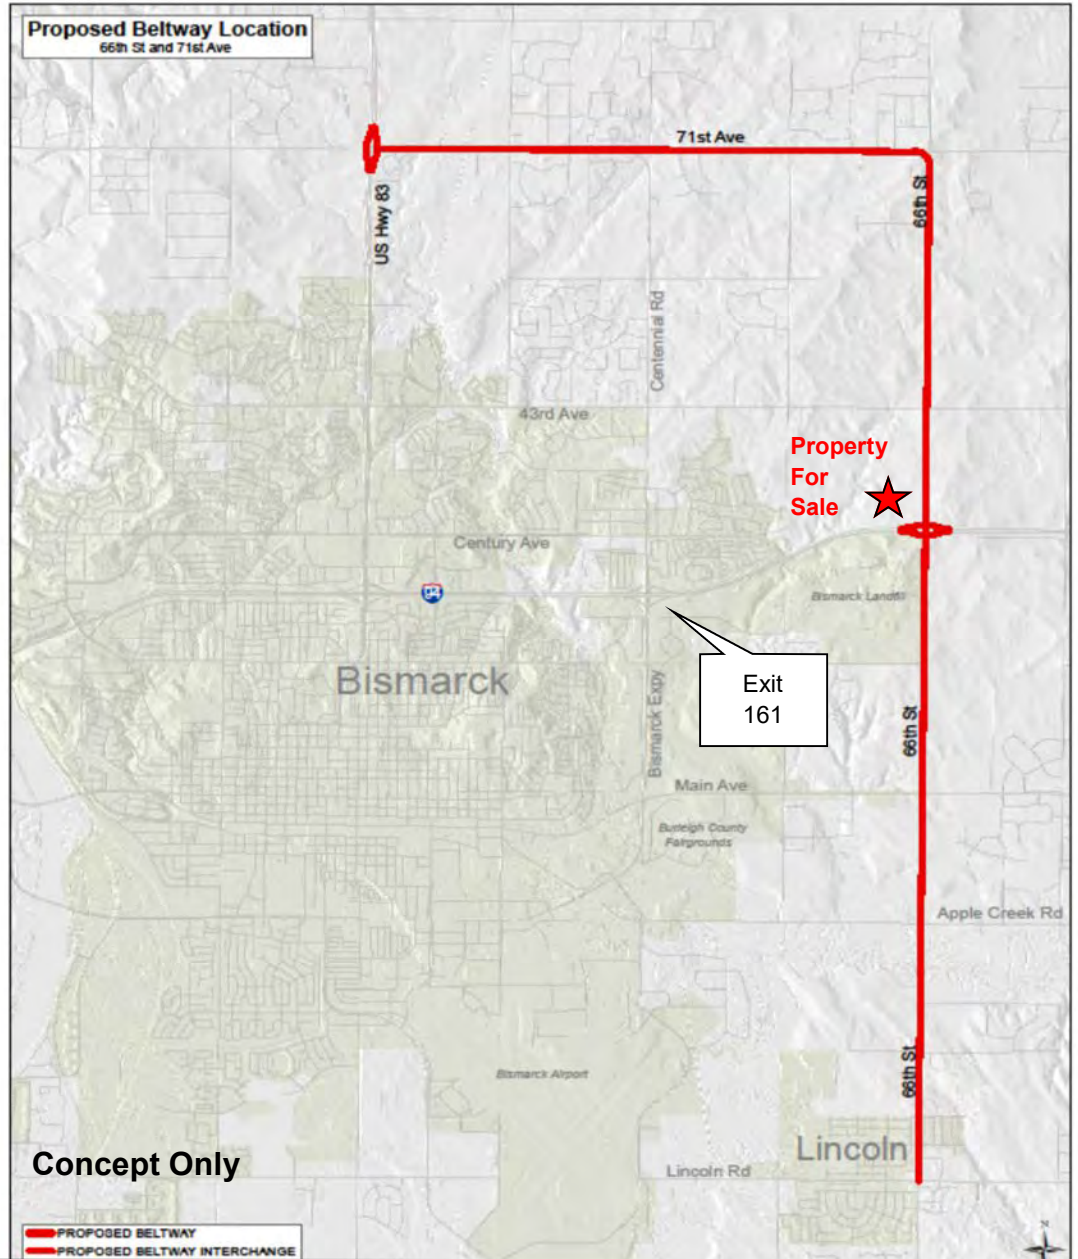 Proposed Beltway Location
66th St and 71st Ave
71st Ave
66th St
US Hwy 83
Centennial Rd
43rd Ave
Property
For
Sale
Century Ave
94
Bismarck Landfill
Bismarck
Exit
161
Bismarck Expy
66th St
Main Ave
Burleigh County
Fairgrounds
Apple Creek Rd
66th St
Bismarck Airport
Lincoln
Concept Only
Lincoln Rd
PROPOSED BELTWAY
PROPOSED BELTWAY INTERCHANGE
N